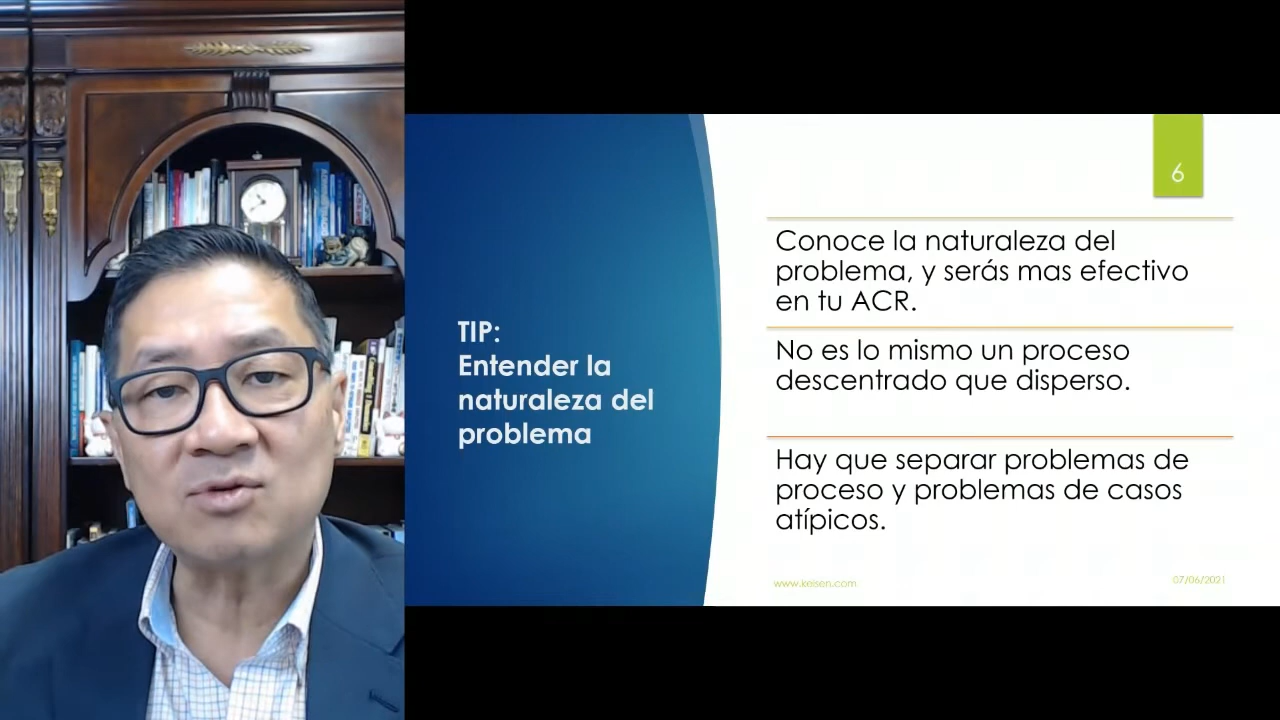 6
TIP:
Entender la
naturaleza del
problema
Conoce la naturaleza del
problema, y serás mas efectivo
en tu ACR.
No es lo mismo un proceso
descentrado que disperso.
Hay que separar problemas de
proceso y problemas de casos
atípicos.
www.keisen.com
07/06/2021